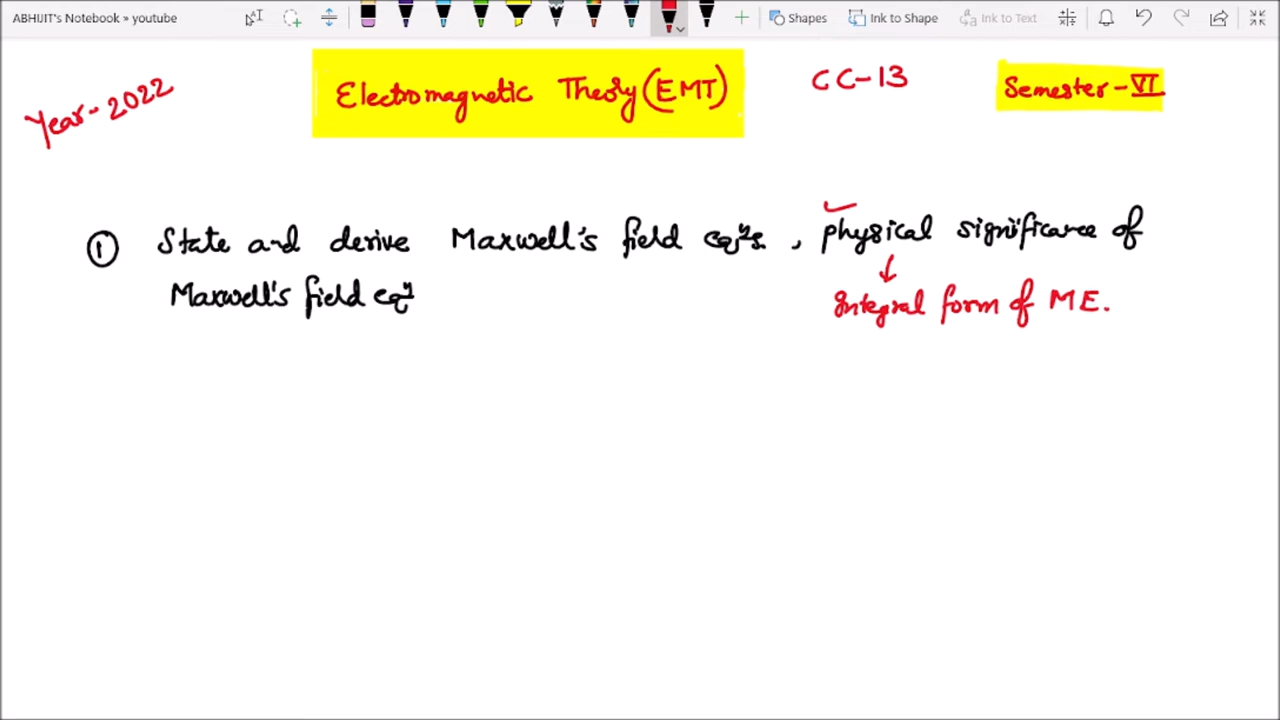 ABHIJIT's Notebook » youtube
Shapes
Ink to Shape
Ink to Text
Year-2022
Electromagnetic Theory (EMT)
CC-13
Semester-VI
① State and derive Maxwell's field eqⁿs. , physical significance of
Maxwell's field eqⁿ
Integral form of ME.